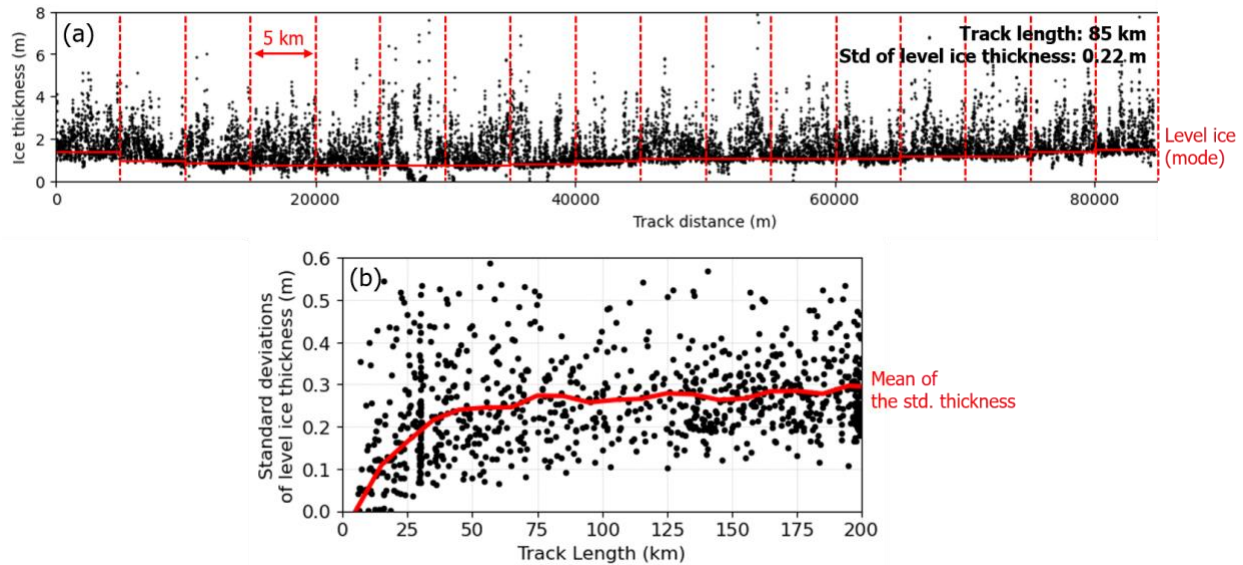 (a)
5 km
Track length: 85 km
Std of level ice thickness: 0.22 m
Ice thickness (m)
8
6
4
2
0
0 20000 40000 60000 80000
Track distance (m)
Level ice
(mode)
(b)
Standard deviations
of level ice thickness (m)
0.6
0.5
0.4
0.3
0.2
0.1
0.0
0 25 50 75 100 125 150 175 200
Track Length (km)
Mean of
the std. thickness